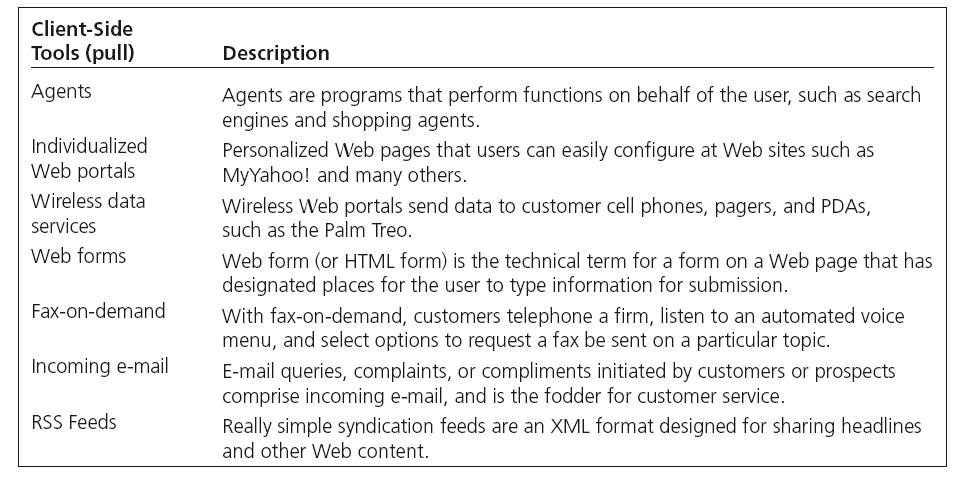 Client-Side
Tools (pull) Description
Agents Agents are programs that perform functions on behalf of the user, such as search
engines and shopping agents.
Individualized Personalized Web pages that users can easily configure at Web sites such as
Web portals MyYahoo! and many others.
Wireless data Wireless Web portals send data to customer cell phones, pagers, and PDAs,
services such as the Palm Treo.
Web forms Web form (or HTML form) is the technical term for a form on a Web page that has
designated places for the user to type information for submission.
Fax-on-demand With fax-on-demand, customers telephone a firm, listen to an automated voice
menu, and select options to request a fax be sent on a particular topic.
Incoming e-mail E-mail queries, complaints, or compliments initiated by customers or prospects
comprise incoming e-mail, and is the fodder for customer service.
RSS Feeds Really simple syndication feeds are an XML format designed for sharing headlines
and other Web content.